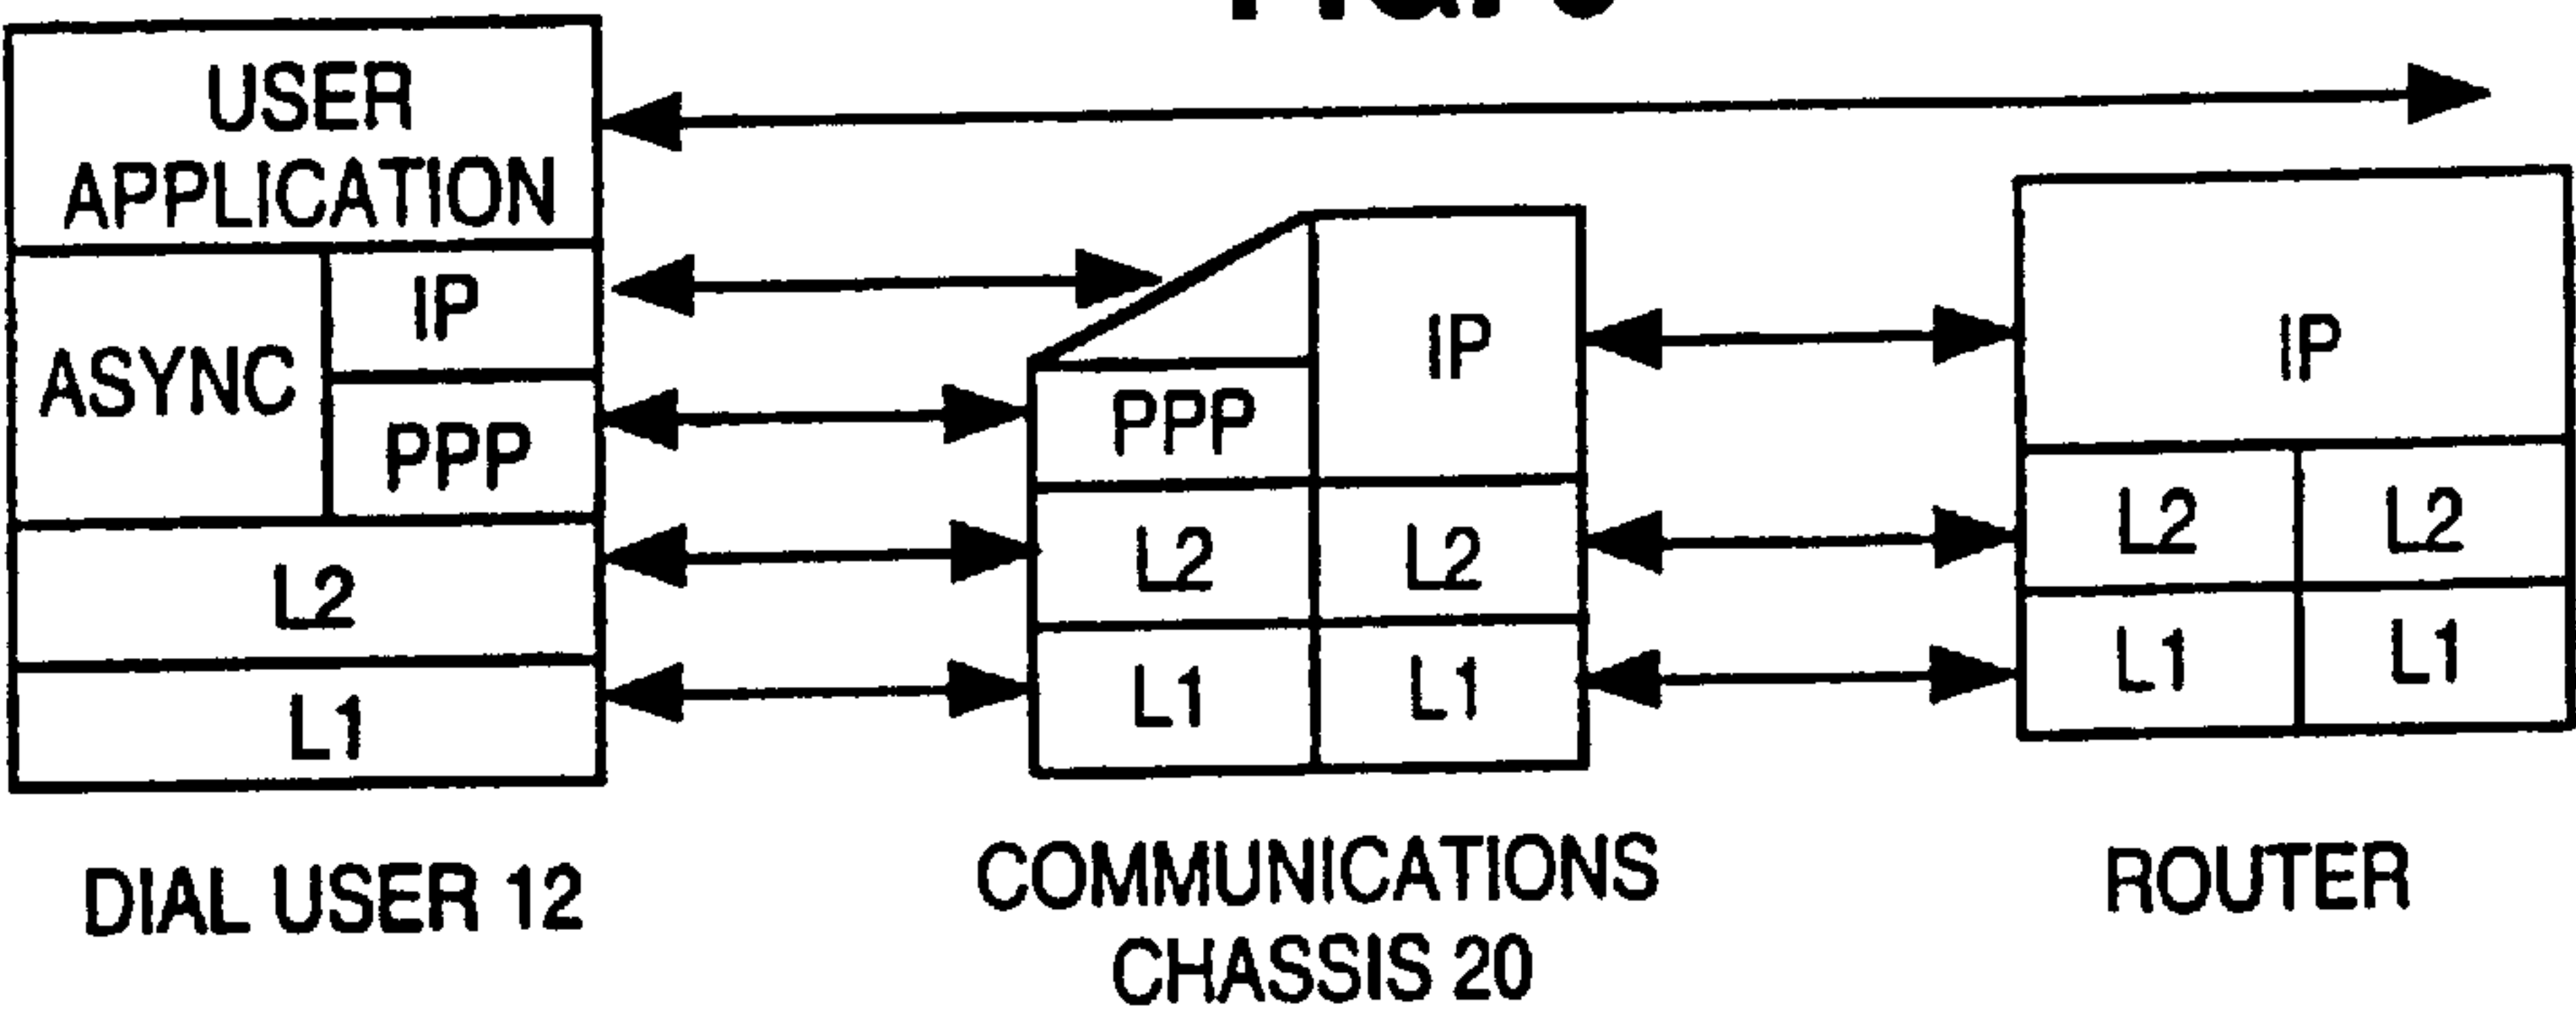 USER
APPLICATION
ASYNC
IP
PPP
L2
L1
DIAL USER 12
PPP
IP
L2
L2
L1
L1
COMMUNICATIONS
CHASSIS 20
IP
L2
L2
L1
L1
ROUTER